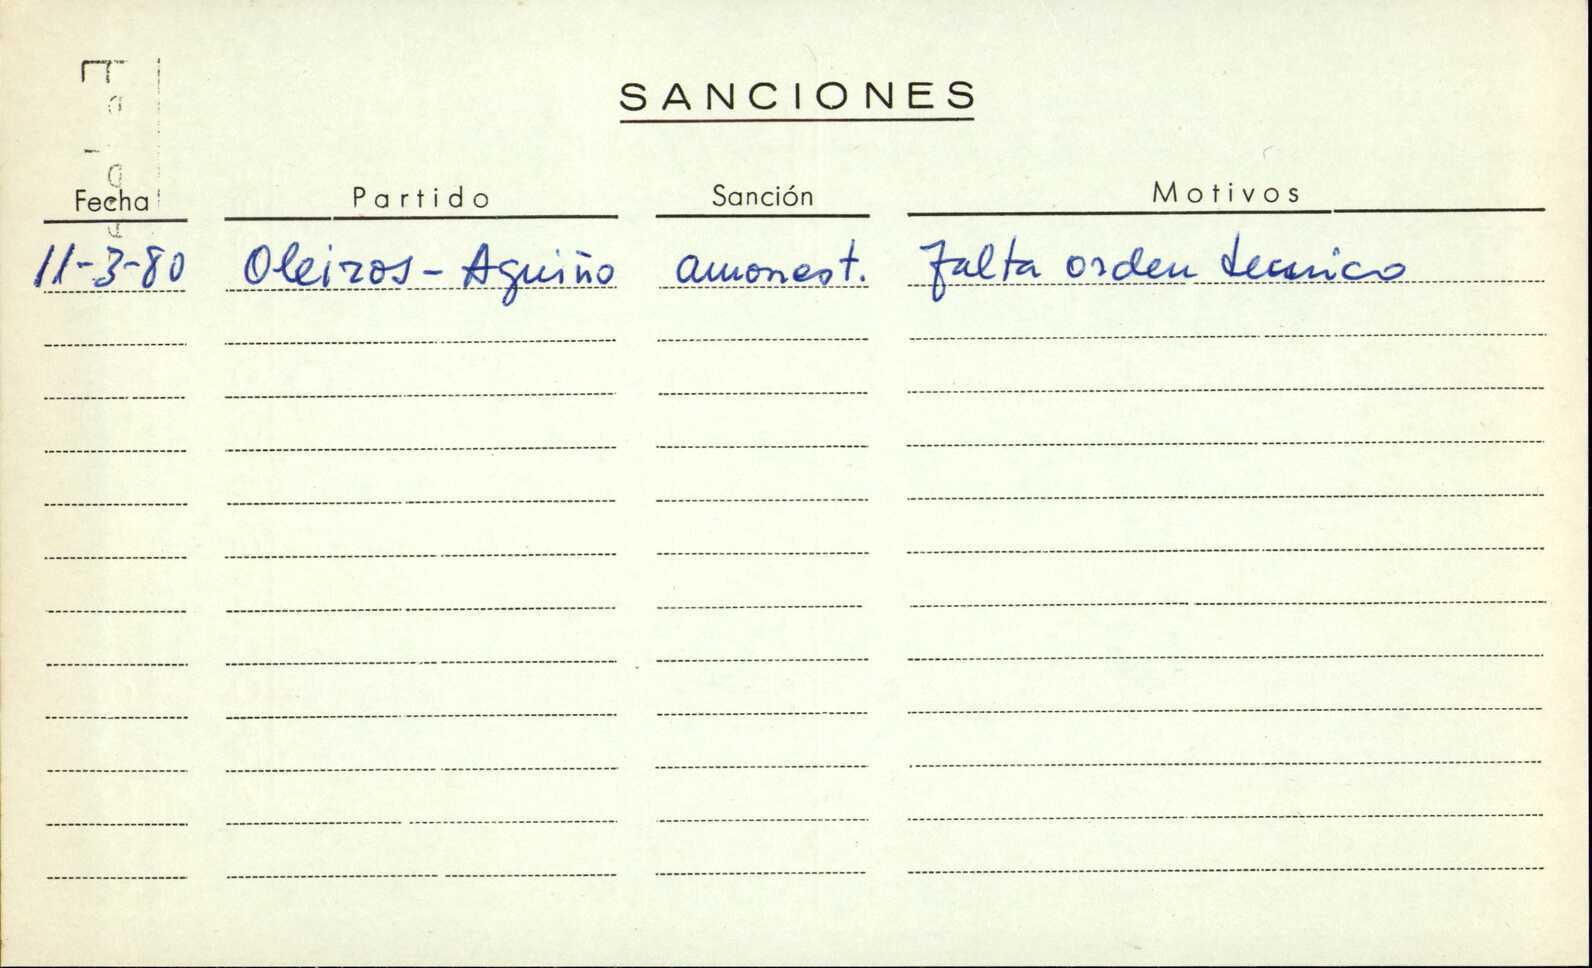 SANCIONES
Fecha Partido Sanción Motivos
11-3-80 Oleiros - Aguiño amonest. falta orden tecnico